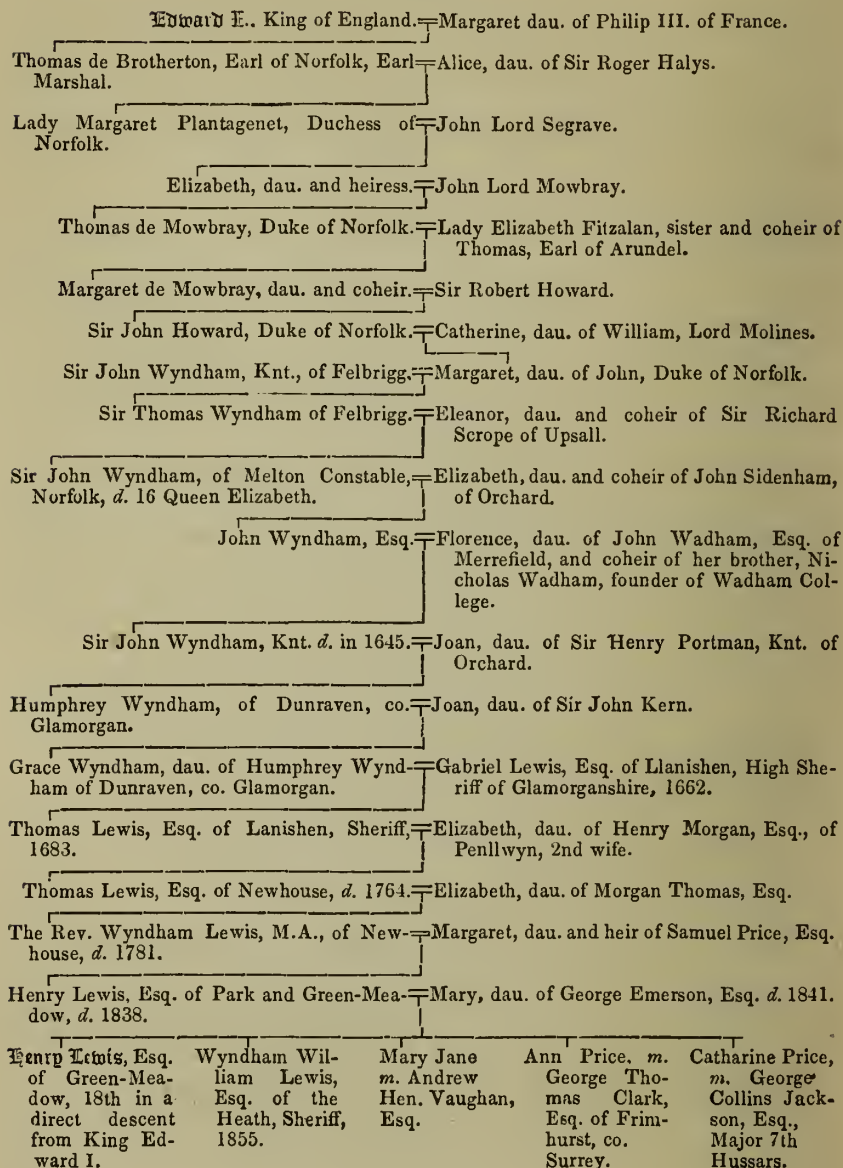 Edward I., King of England.=Margaret dau. of Philip III. of France.
Thomas de Brotherton, Earl of Norfolk, Earl=Alice, dau. of Sir Roger Halys.
Marshal.
Lady Margaret Plantagenet, Duchess of=John Lord Segrave.
Norfolk.
Elizabeth, dau. and heiress.=John Lord Mowbray.
Thomas de Mowbray, Duke of Norfolk.=Lady Elizabeth Fitzalan, sister and coheir of
Thomas, Earl of Arundel.
Margaret de Mowbray, dau. and coheir.=Sir Robert Howard.
Sir John Howard, Duke of Norfolk.=Catherine, dau. of William, Lord Molines.
Sir John Wyndham, Knt., of Felbrigg.=Margaret, dau. of John, Duke of Norfolk.
Sir Thomas Wyndham of Felbrigg.=Eleanor, dau. and coheir of Sir Richard
Scrope of Upsall.
Sir John Wyndham, of Melton Constable,=Elizabeth, dau. and coheir of John Sidenham,
Norfolk, d. 16 Queen Elizabeth. of Orchard.
John Wyndham, Esq.=Florence, dau. of John Wadham, Esq. of
Merrefield, and coheir of her brother, Ni-
cholas Wadham, founder of Wadham Col-
lege.
Sir John Wyndham, Knt. d. in 1645.=Joan, dau. of Sir Henry Portman, Knt. of
Orchard.
Humphrey Wyndham, of Dunraven, co.=Joan, dau. of Sir John Kern.
Glamorgan.
Grace Wyndham, dau. of Humphrey Wynd-=Gabriel Lewis, Esq. of Llanishen, High She-
ham of Dunraven, co. Glamorgan. riff of Glamorganshire, 1662.
Thomas Lewis, Esq. of Lanishen, Sheriff,=Elizabeth, dau. of Henry Morgan, Esq., of
1683. Penllwyn, 2nd wife.
Thomas Lewis, Esq. of Newhouse, d. 1764.=Elizabeth, dau. of Morgan Thomas, Esq.
The Rev. Wyndham Lewis, M.A., of New-=Margaret, dau. and heir of Samuel Price, Esq.
house, d. 1781.
Henry Lewis, Esq. of Park and Green-Mea-=Mary, dau. of George Emerson, Esq. d. 1841.
dow, d. 1838.
Henry Lewis, Esq. Wyndham Wil- Mary Jane Ann Price, m. Catharine Price,
of Green-Mea- liam Lewis, m. Andrew George Tho- m. George
dow, 18th in a Esq. of the Hen. Vaughan, mas Clark, Collins Jack-
direct descent Heath, Sheriff, Esq. Esq. of Frim- son, Esq.,
from King Ed- 1855. hurst, co. Major 7th
ward I. Surrey. Hussars.